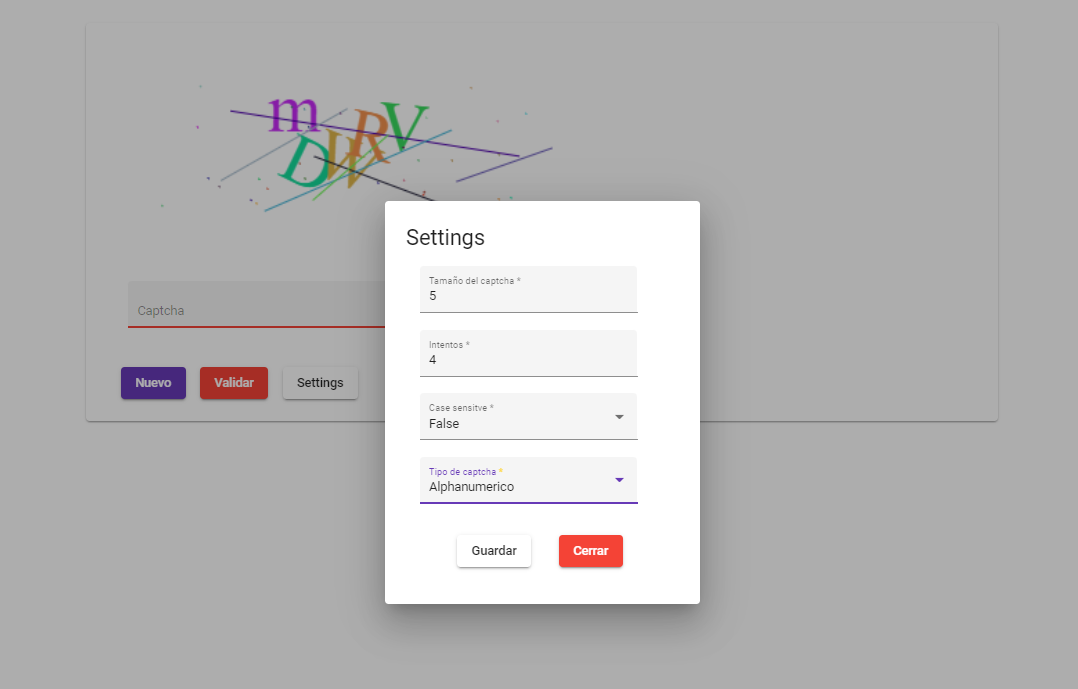 mDWRV
Captcha
Nuevo
Validar
Settings
Settings
Tamaño del captcha *
5
Intentos *
4
Case sensitve *
False
Tipo de captcha *
Alphanumerico
Guardar
Cerrar